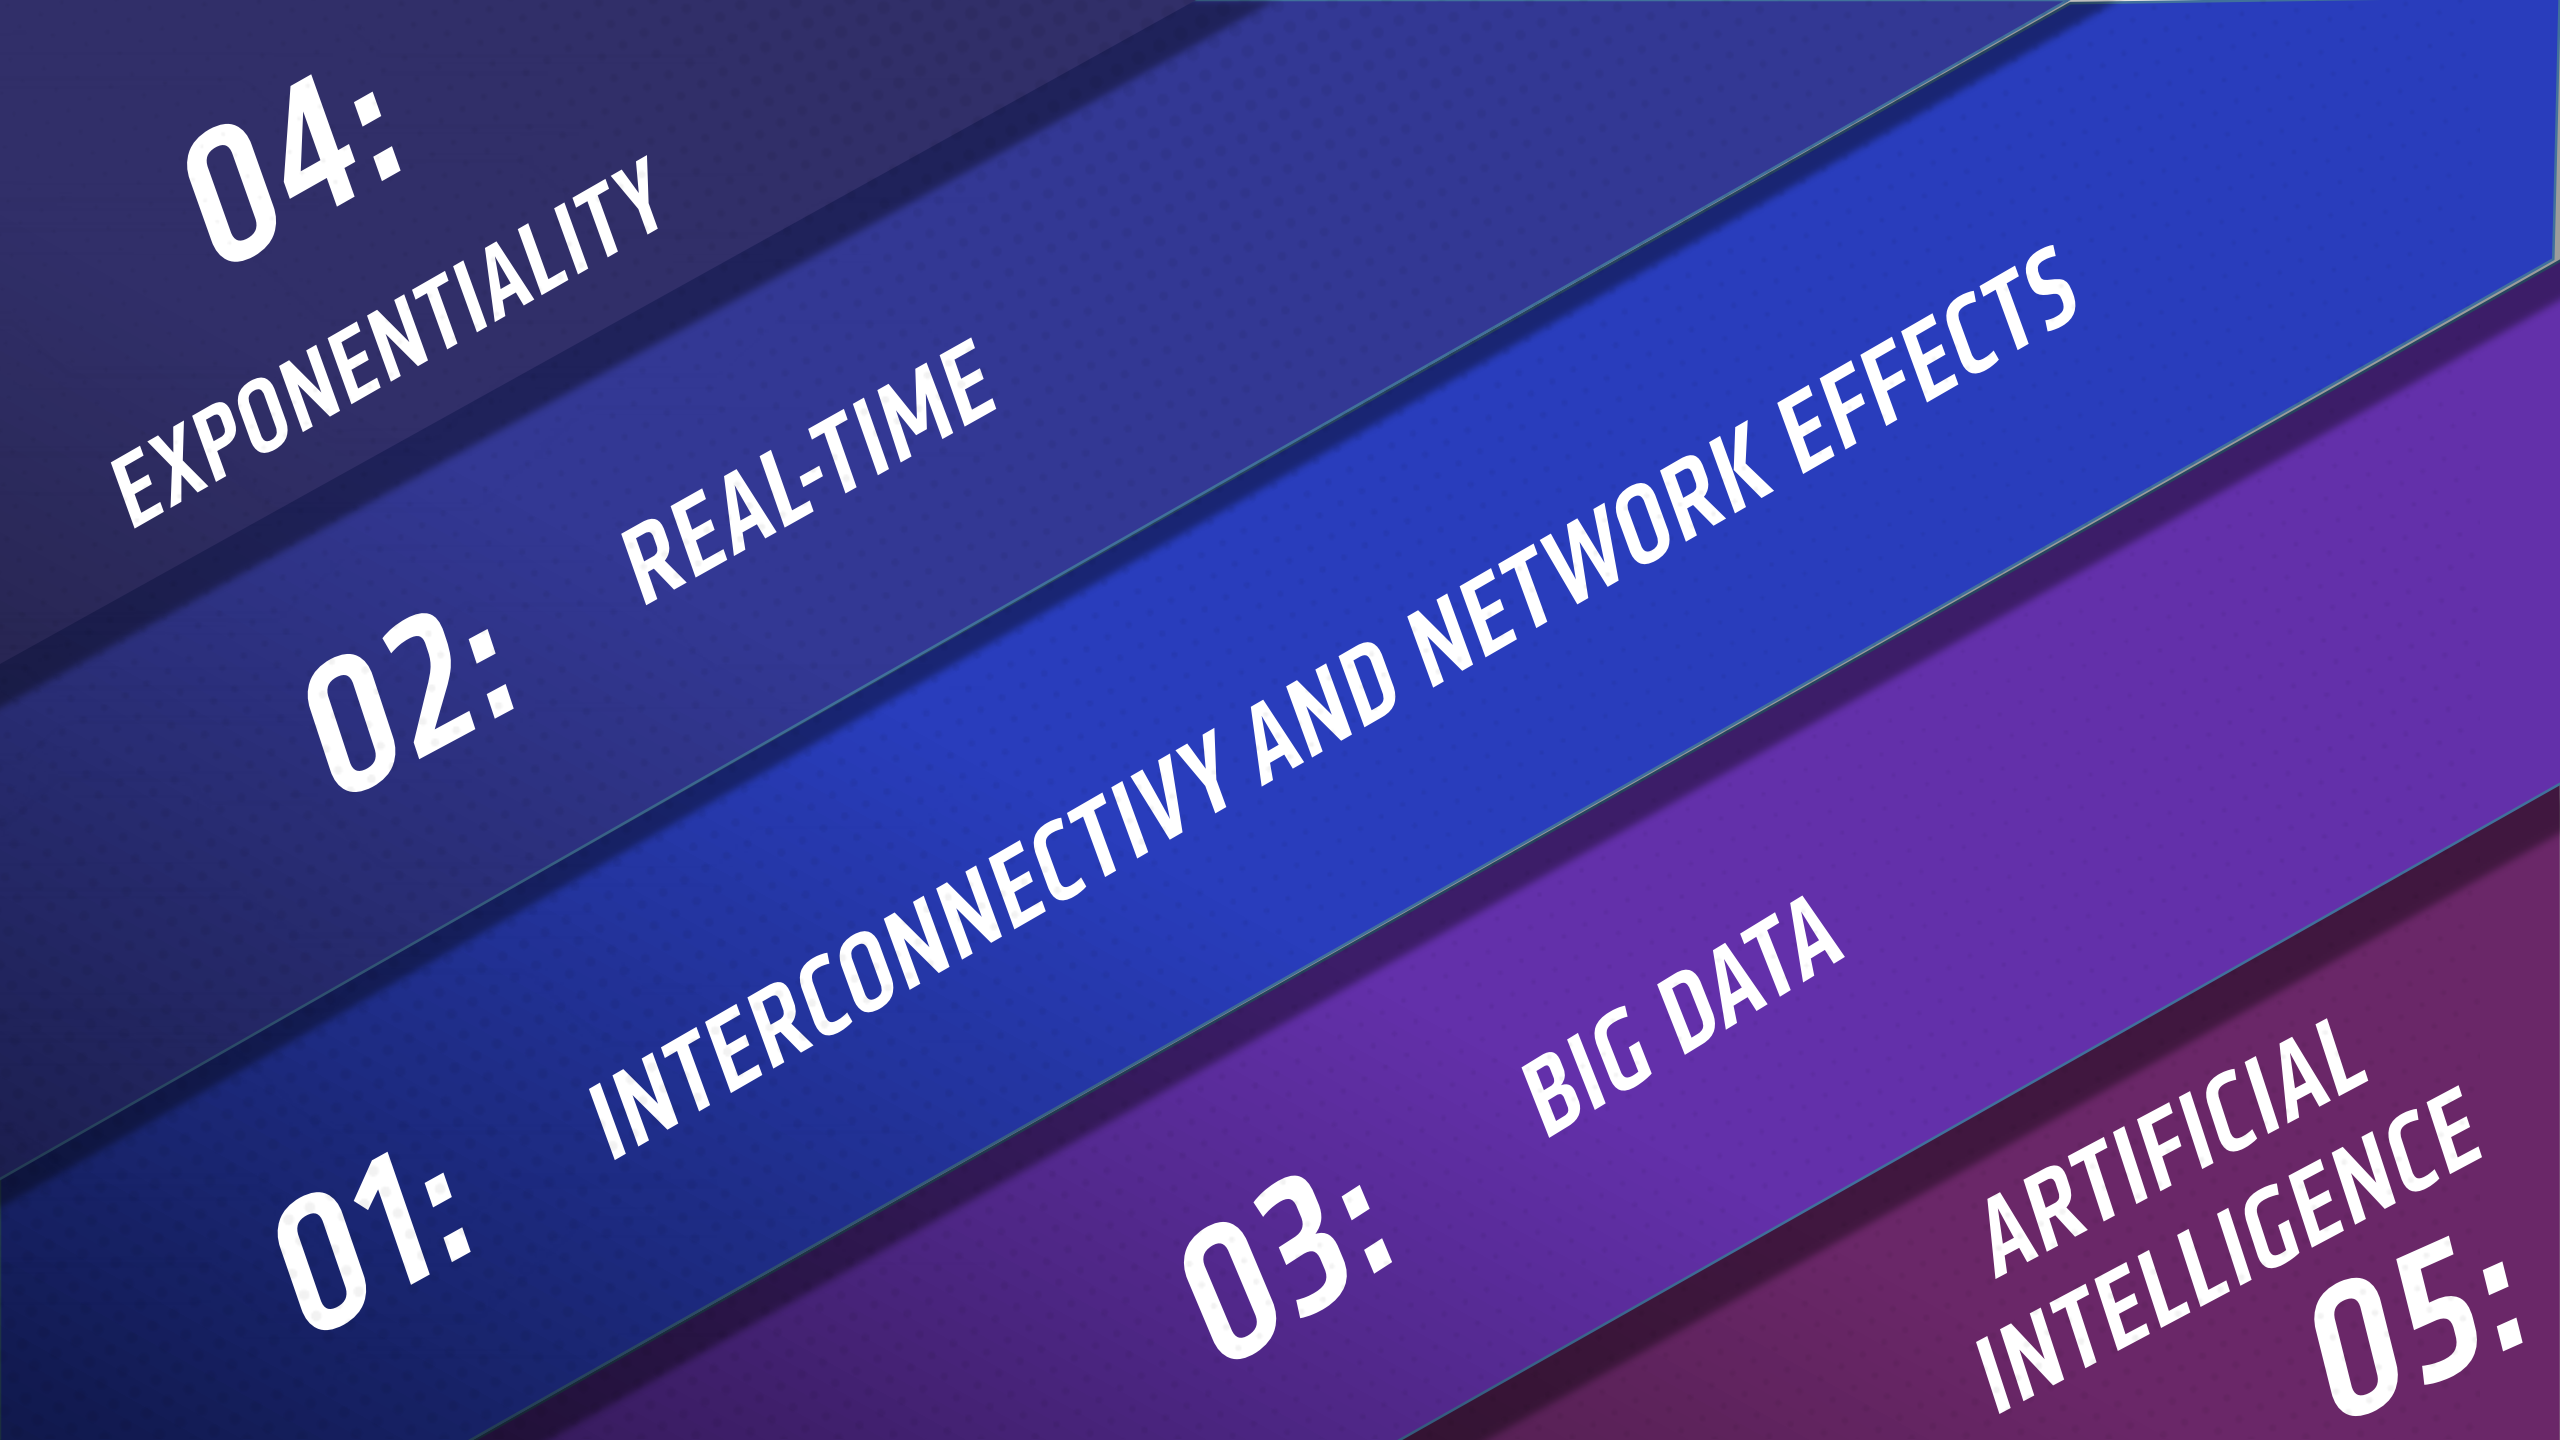 04:
EXPONENTIALITY
02: REAL-TIME
01: INTERCONNECTIVY AND NETWORK EFFECTS
03: BIG DATA
ARTIFICIAL
INTELLIGENCE
05: